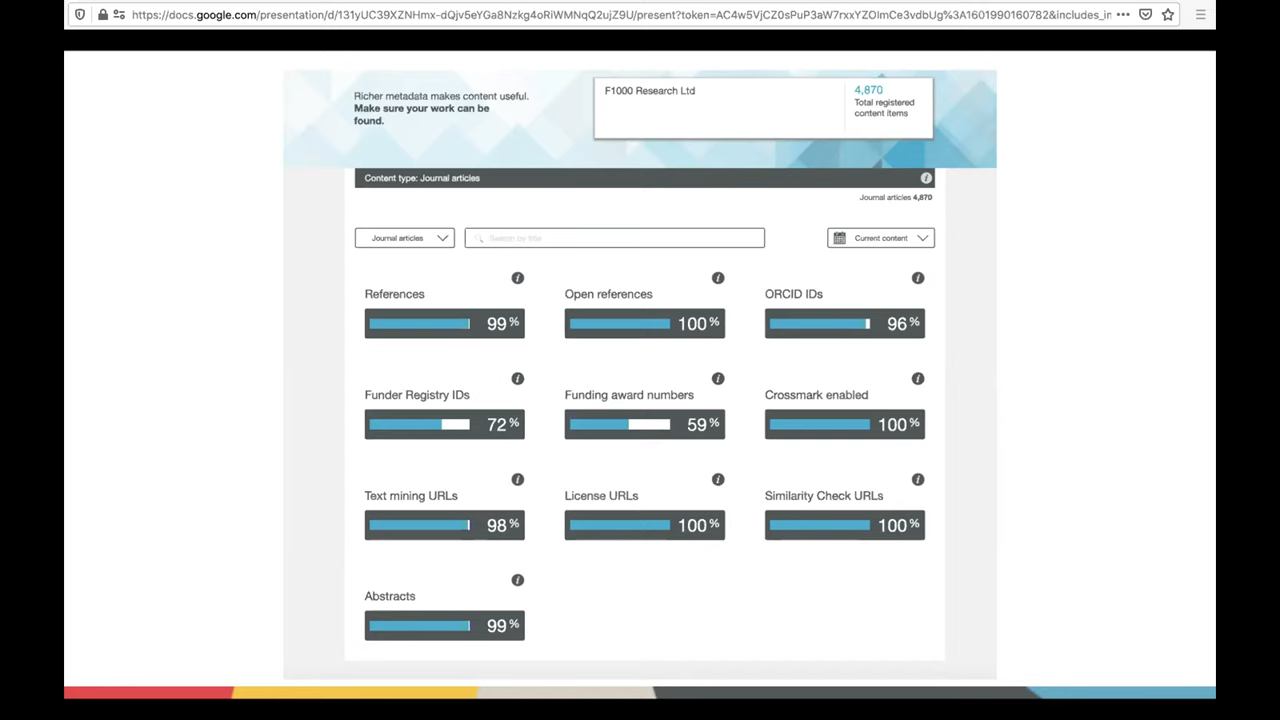 https://docs.google.com/presentation/d/131yUC39XZNHmx-dQjv5eYGa8Nzkg4oRiWMNqQ2ujZ9U/present?token=AC4w5VjCZ0sPuP3aW7rxxYZOlmCe3vdbUg%3A1601990160782&includes_in
Richer metadata makes content useful.
Make sure your work can be
found.
F1000 Research Ltd
4,870
Total registered
content items
Content type: Journal articles
Journal articles 4,870
Journal articles
Search by title
Current content
References
Open references
ORCID IDs
99 %
100 %
96 %
Funder Registry IDs
Funding award numbers
Crossmark enabled
72 %
59 %
100 %
Text mining URLs
License URLs
Similarity Check URLs
98 %
100 %
100 %
Abstracts
99 %